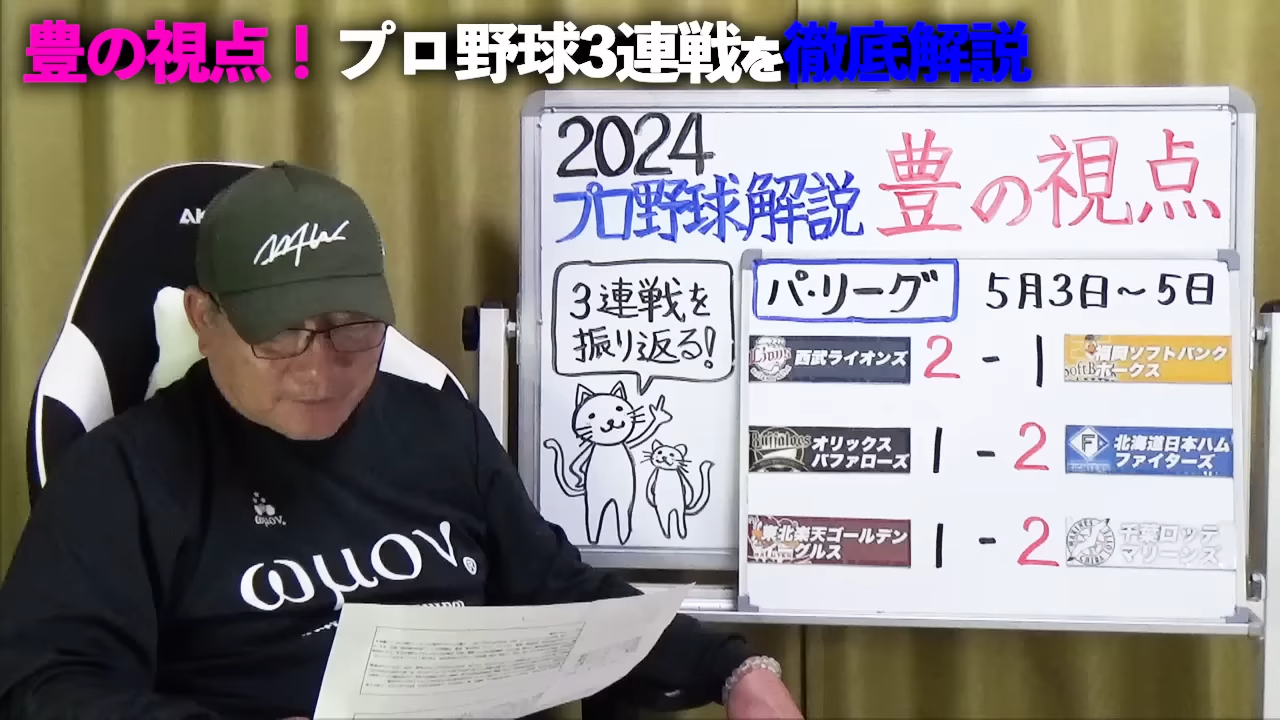 豊の視点！プロ野球3連戦を徹底解説
2024
プロ野球解説 豊の視点
3連戦を
振り返る!
パ・リーグ 5月3日～5日
西武ライオンズ 2 - 1 福岡ソフトバンク
ホークス
Buffaloes オリックス
バファローズ 1 - 2 北海道日本ハム
ファイターズ
東北楽天ゴールデン
グルス 1 - 2 千葉ロッテ
マリーンズ
ωμον.®
ωμον.